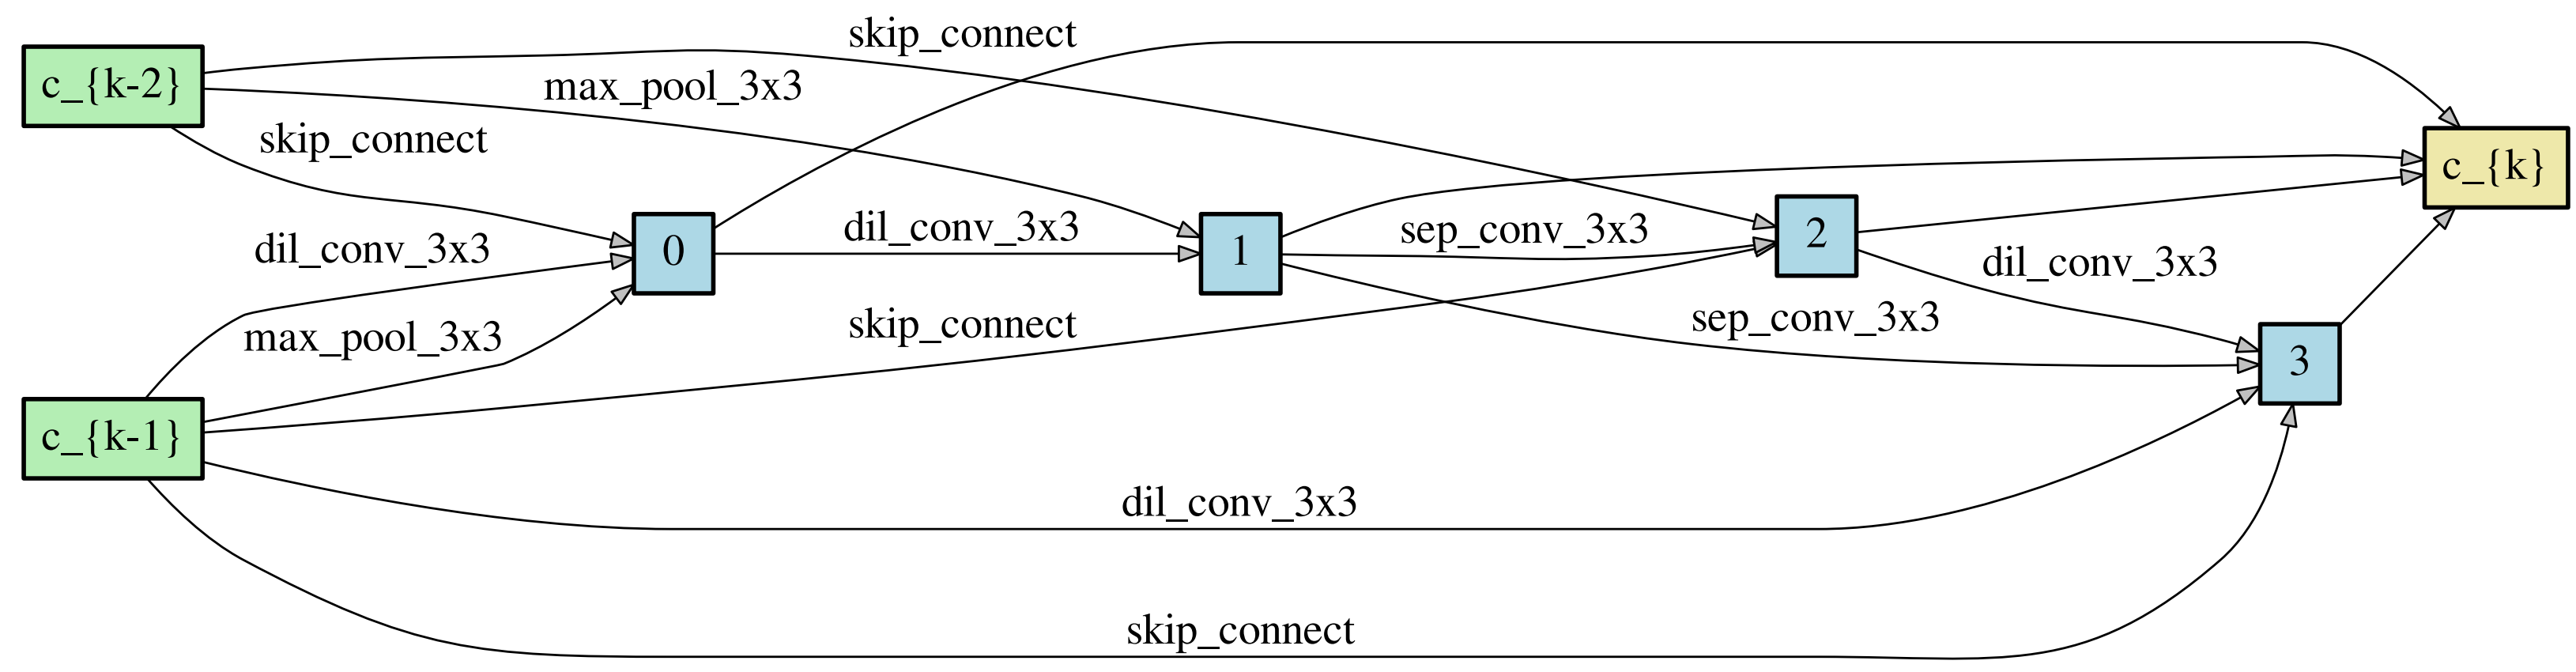 skip_connect
c_{k-2}
max_pool_3x3
skip_connect
c_{k}
dil_conv_3x3
0
dil_conv_3x3
1
sep_conv_3x3
2
dil_conv_3x3
max_pool_3x3
skip_connect
sep_conv_3x3
3
c_{k-1}
dil_conv_3x3
skip_connect